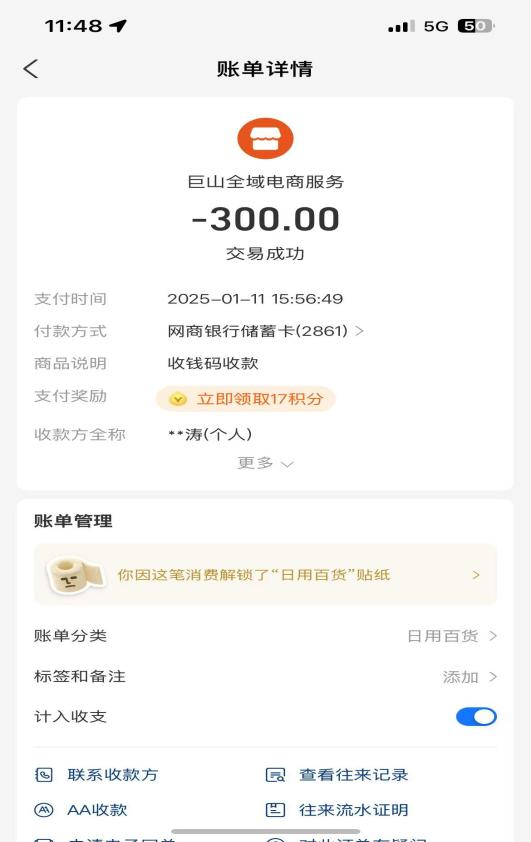 11:48 5G 50
账单详情
巨山全域电商服务
-300.00
交易成功
支付时间 2025-01-11 15:56:49
付款方式 网商银行储蓄卡(2861) >
商品说明 收钱码收款
支付奖励 立即领取17积分
收款方全称 **涛(个人)
更多
账单管理
你因这笔消费解锁了“日用百货”贴纸 >
账单分类 日用百货 >
标签和备注 添加 >
计入收支
联系收款方 查看往来记录
AA收款 往来流水证明